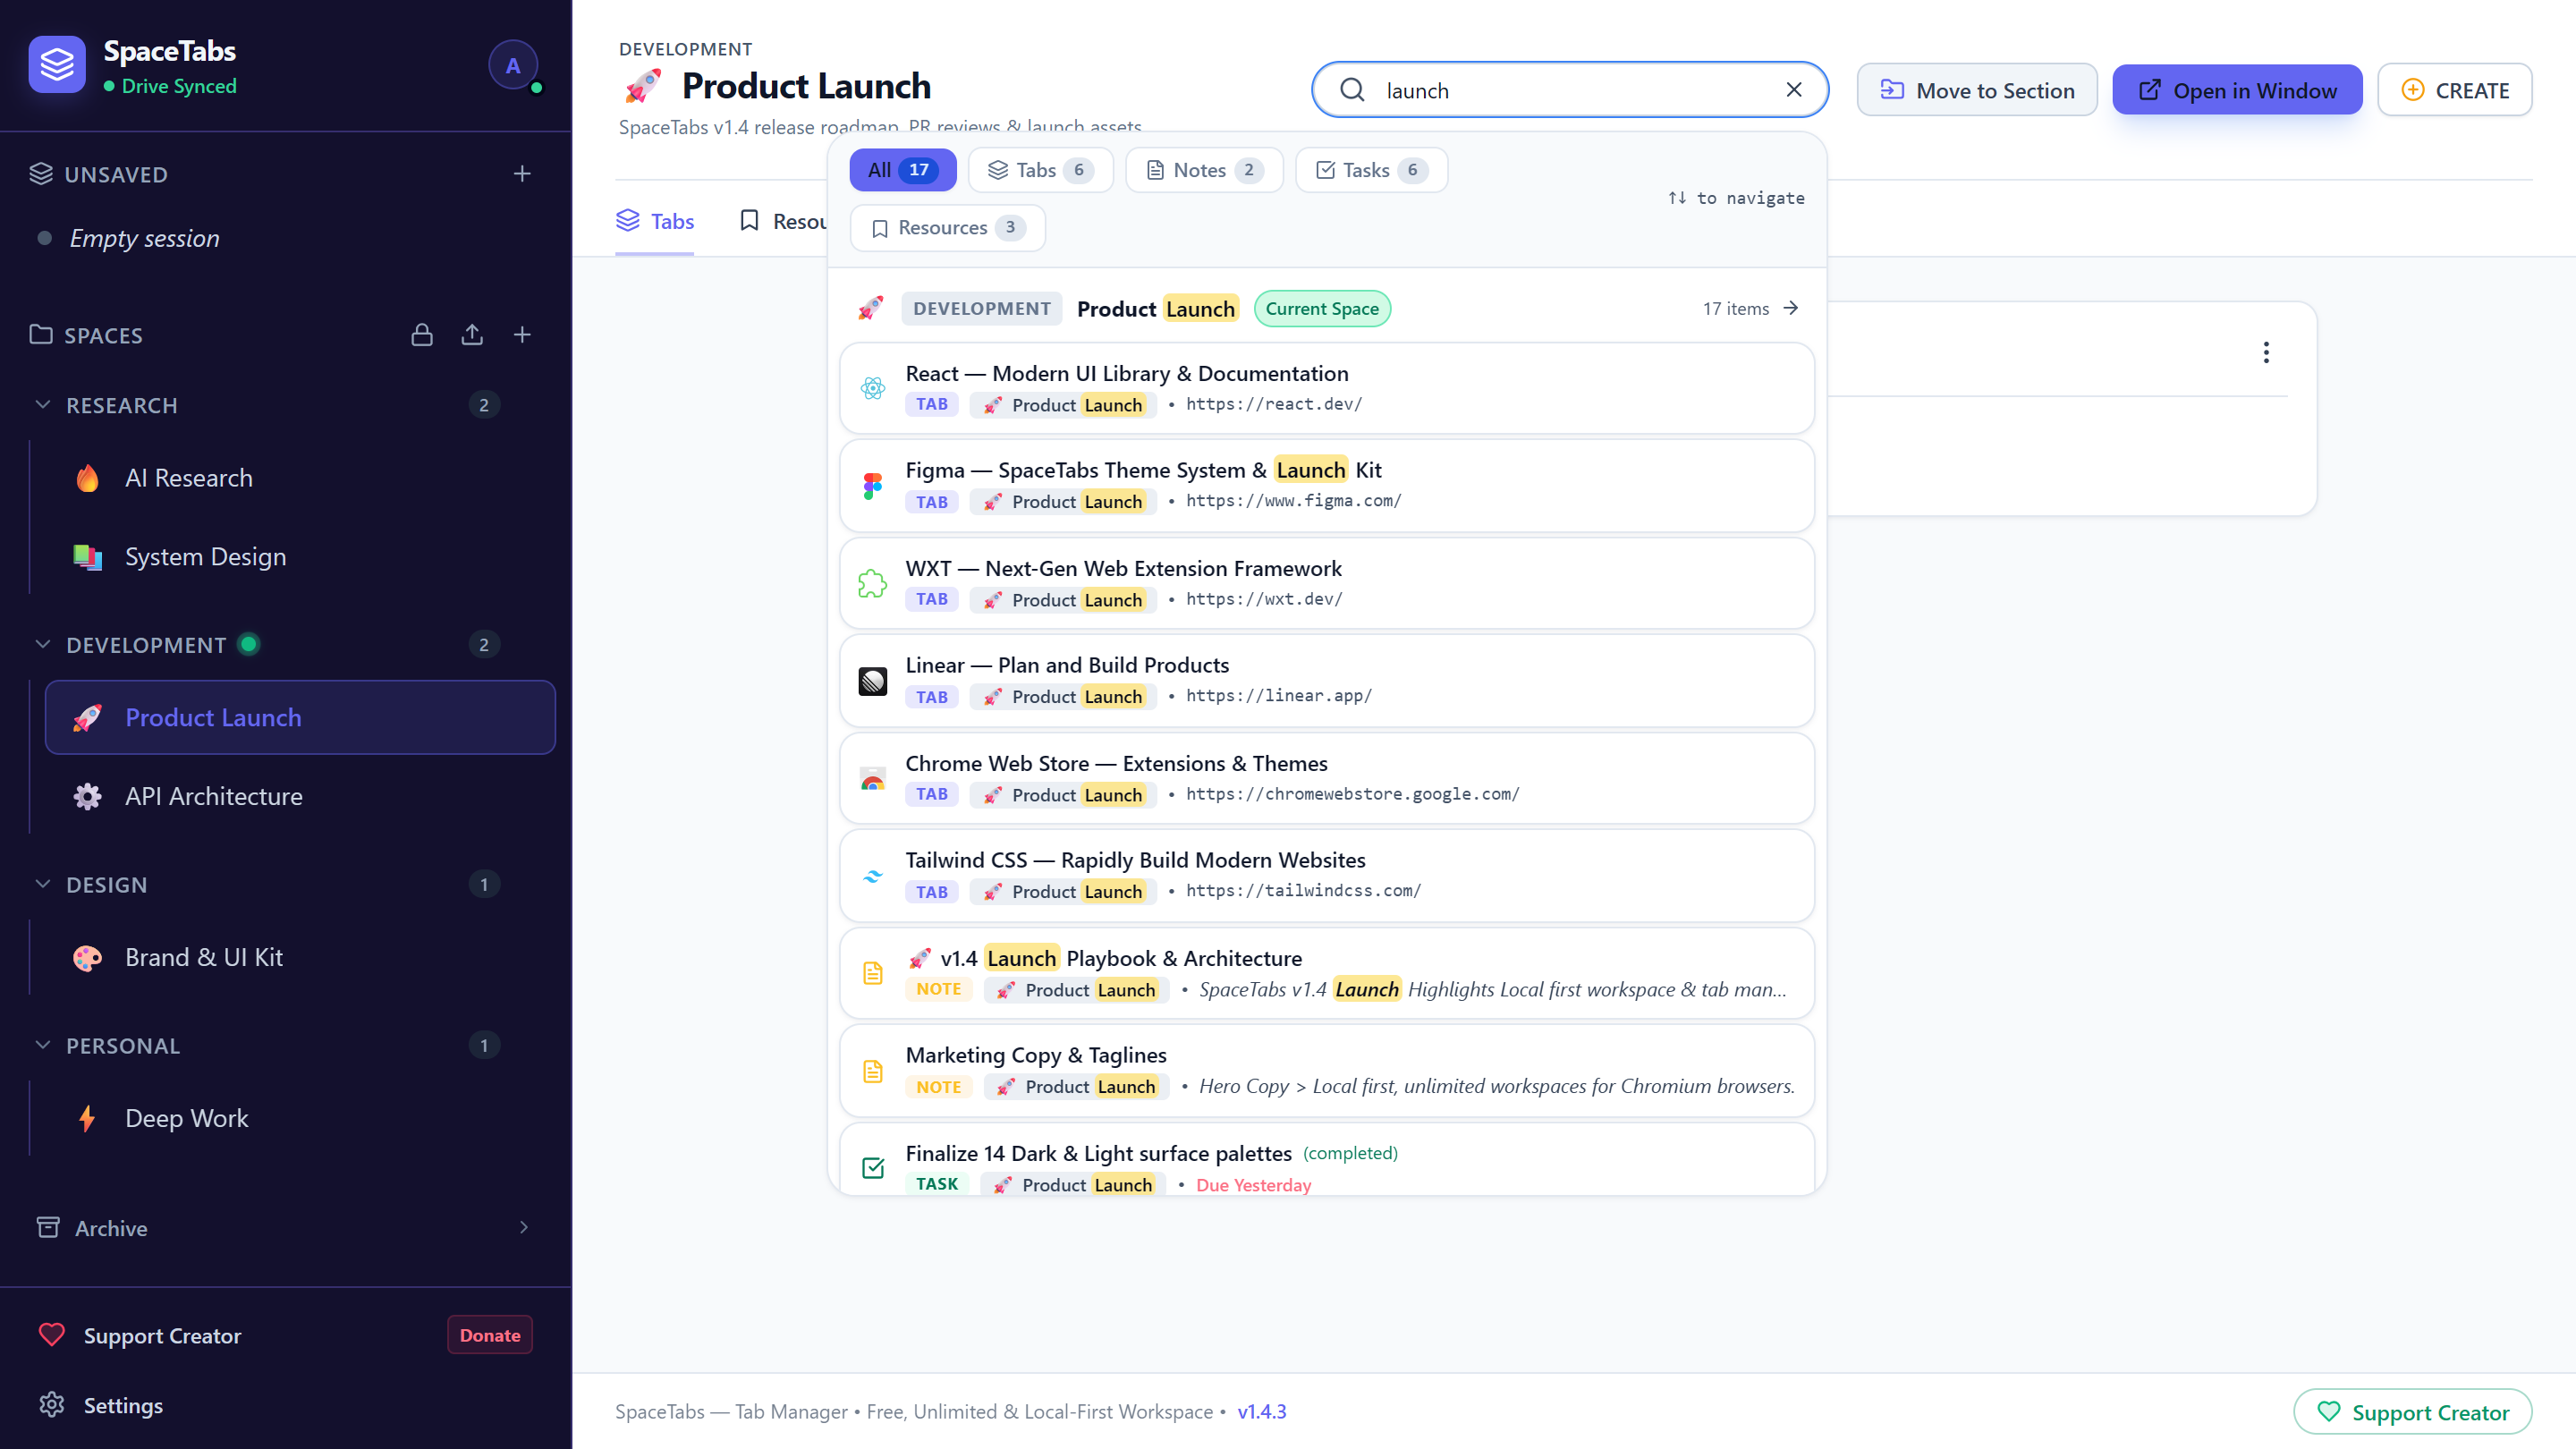 SpaceTabs
Drive Synced
A
UNSAVED
Empty session
SPACES
RESEARCH 2
AI Research
System Design
DEVELOPMENT 2
Product Launch
API Architecture
DESIGN 1
Brand & UI Kit
PERSONAL 1
Deep Work
Archive
Support Creator Donate
Settings
DEVELOPMENT
Product Launch
SpaceTabs v1.4 release roadmap, PR reviews & launch assets
launch
Move to Section
Open in Window
CREATE
Tabs Resou
All 17 Tabs 6 Notes 2 Tasks 6
Resources 3
↑↓ to navigate
DEVELOPMENT Product Launch Current Space 17 items →
React — Modern UI Library & Documentation
TAB Product Launch • https://react.dev/
Figma — SpaceTabs Theme System & Launch Kit
TAB Product Launch • https://www.figma.com/
WXT — Next-Gen Web Extension Framework
TAB Product Launch • https://wxt.dev/
Linear — Plan and Build Products
TAB Product Launch • https://linear.app/
Chrome Web Store — Extensions & Themes
TAB Product Launch • https://chromewebstore.google.com/
Tailwind CSS — Rapidly Build Modern Websites
TAB Product Launch • https://tailwindcss.com/
🚀 v1.4 Launch Playbook & Architecture
NOTE Product Launch • SpaceTabs v1.4 Launch Highlights Local first workspace & tab man...
Marketing Copy & Taglines
NOTE Product Launch • Hero Copy > Local first, unlimited workspaces for Chromium browsers.
Finalize 14 Dark & Light surface palettes (completed)
TASK Product Launch • Due Yesterday
SpaceTabs — Tab Manager • Free, Unlimited & Local-First Workspace • v1.4.3
Support Creator